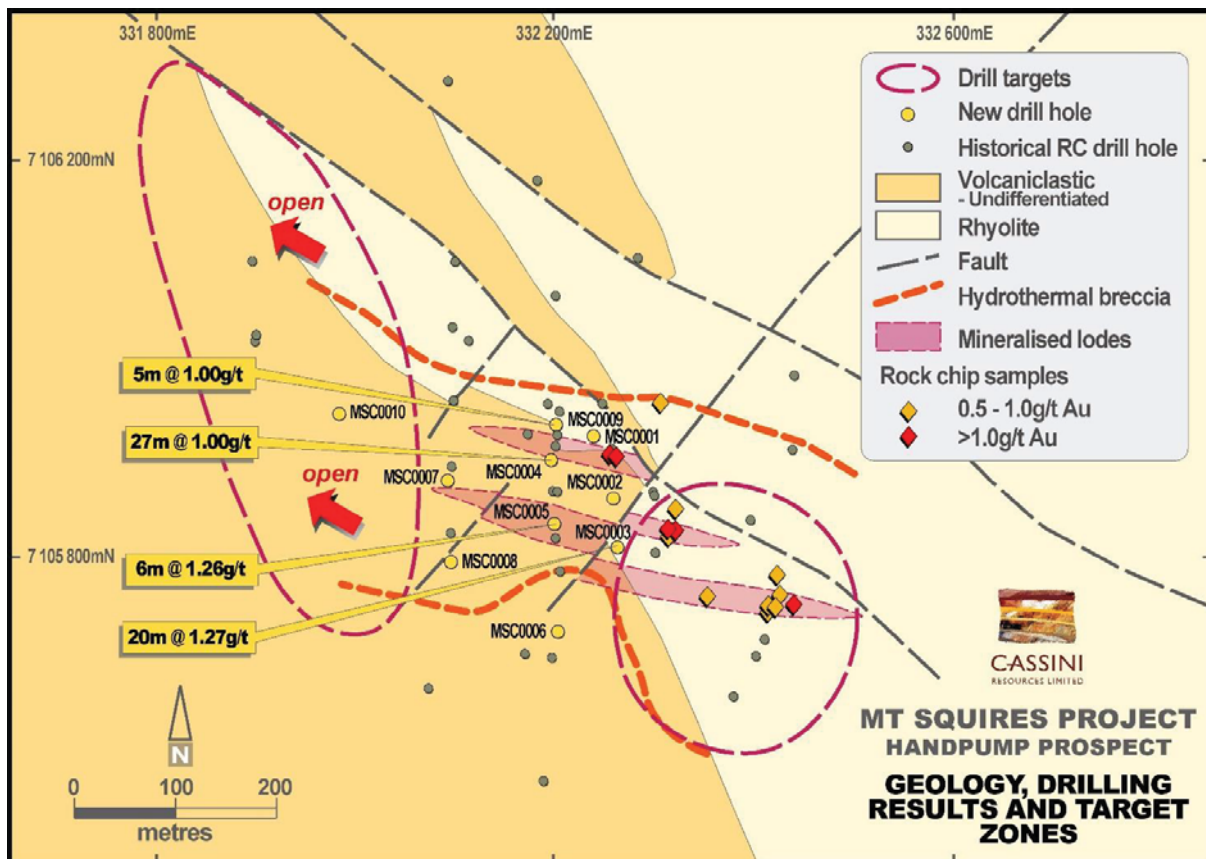 331 800mE
332 200mE
332 600mE
7 106 200mN
7 105 800mN
Drill targets
New drill hole
Historical RC drill hole
Volcaniclastic
- Undifferentiated
Rhyolite
Fault
Hydrothermal breccia
Mineralised lodes
Rock chip samples
0.5 - 1.0g/t Au
>1.0g/t Au
open
open
5m @ 1.00g/t
27m @ 1.00g/t
6m @ 1.26g/t
20m @ 1.27g/t
MSC0010
MSC0009
MSC0001
MSC0004
MSC0007
MSC0002
MSC0005
MSC0003
MSC0008
MSC0006
N
0 100 200
metres
CASSINI
RESOURCES LIMITED
MT SQUIRES PROJECT
HANDPUMP PROSPECT
GEOLOGY, DRILLING
RESULTS AND TARGET
ZONES